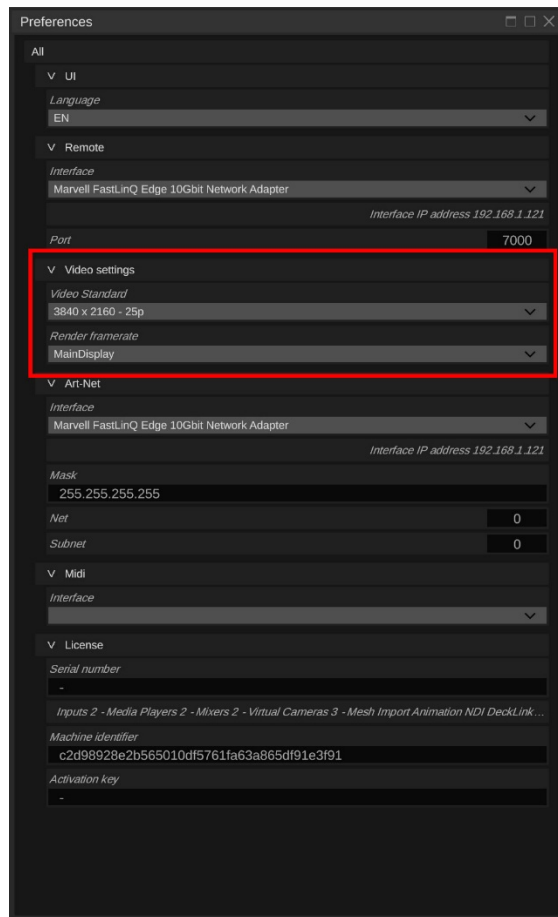 Preferences
All
UI
Language
EN
Remote
Interface
Marvell FastLinQ Edge 10Gbit Network Adapter
Interface IP address 192.168.1.121
Port 7000
Video settings
Video Standard
3840 x 2160 - 25p
Render framerate
MainDisplay
Art-Net
Interface
Marvell FastLinQ Edge 10Gbit Network Adapter
Interface IP address 192.168.1.121
Mask
255.255.255.255
Net 0
Subnet 0
Midi
Interface
License
Serial number
-
Inputs 2 - Media Players 2 - Mixers 2 - Virtual Cameras 3 - Mesh Import Animation NDI DeckLink...
Machine identifier
c2d98928e2b565010df5761fa63a865df91e3f91
Activation key
-